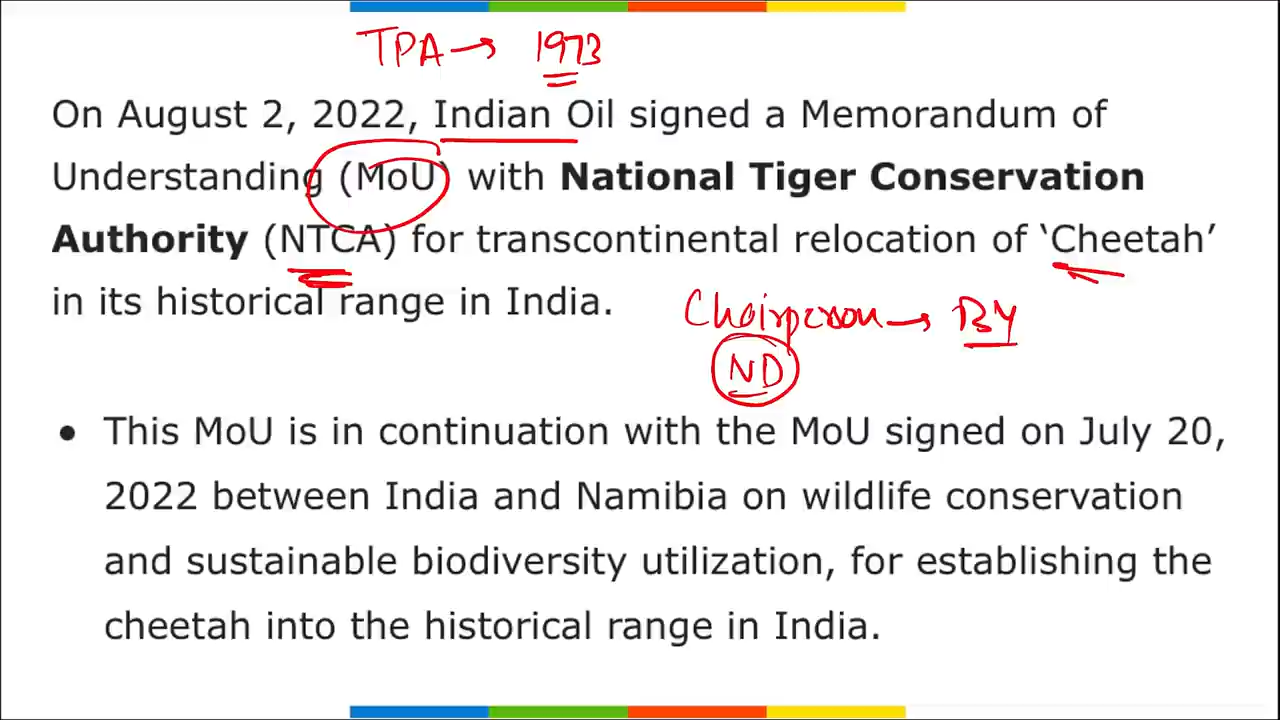 TPA → 1973
On August 2, 2022, Indian Oil signed a Memorandum of
Understanding (MoU) with National Tiger Conservation
Authority (NTCA) for transcontinental relocation of ‘Cheetah’
in its historical range in India.
Chairperson → BY
ND
• This MoU is in continuation with the MoU signed on July 20,
2022 between India and Namibia on wildlife conservation
and sustainable biodiversity utilization, for establishing the
cheetah into the historical range in India.